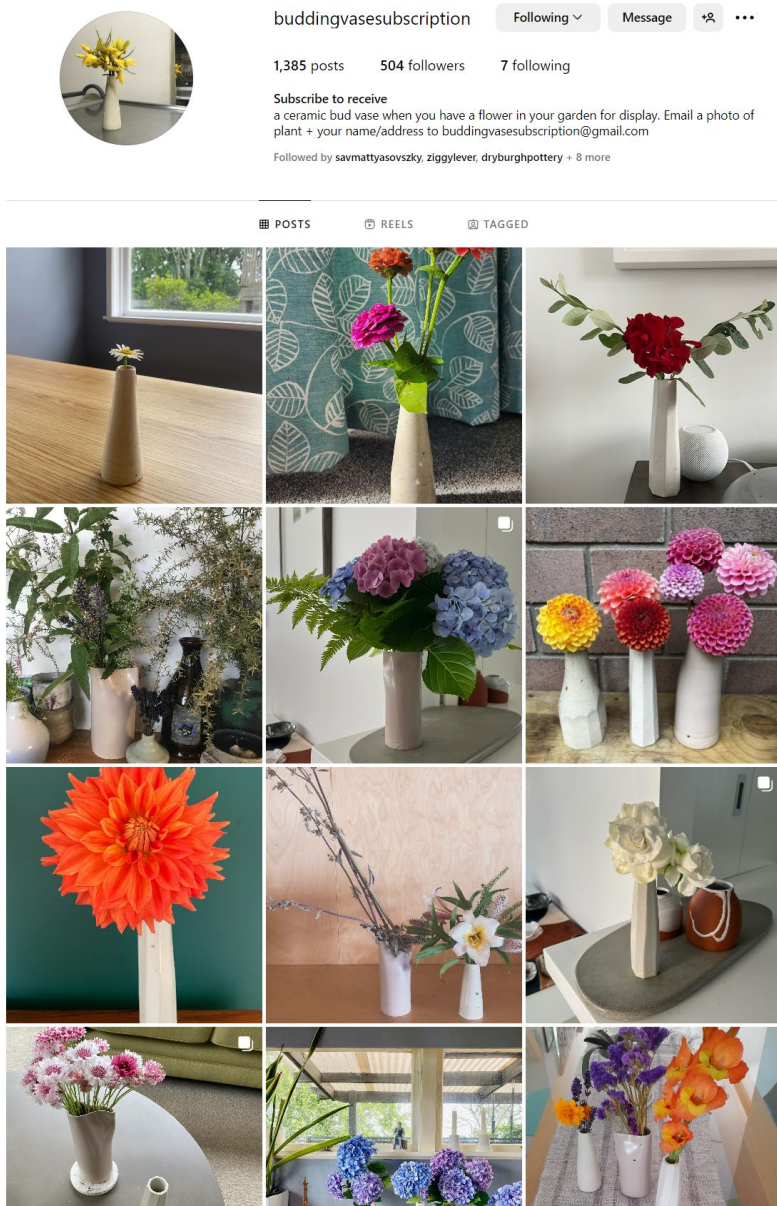 buddingvasesubscription Following Message
1,385 posts 504 followers 7 following
Subscribe to receive
a ceramic bud vase when you have a flower in your garden for display. Email a photo of
plant + your name/address to buddingvasesubscription@gmail.com
Followed by savmattyasovszky, ziggylever, dryburghpottery + 8 more
POSTS REELS TAGGED